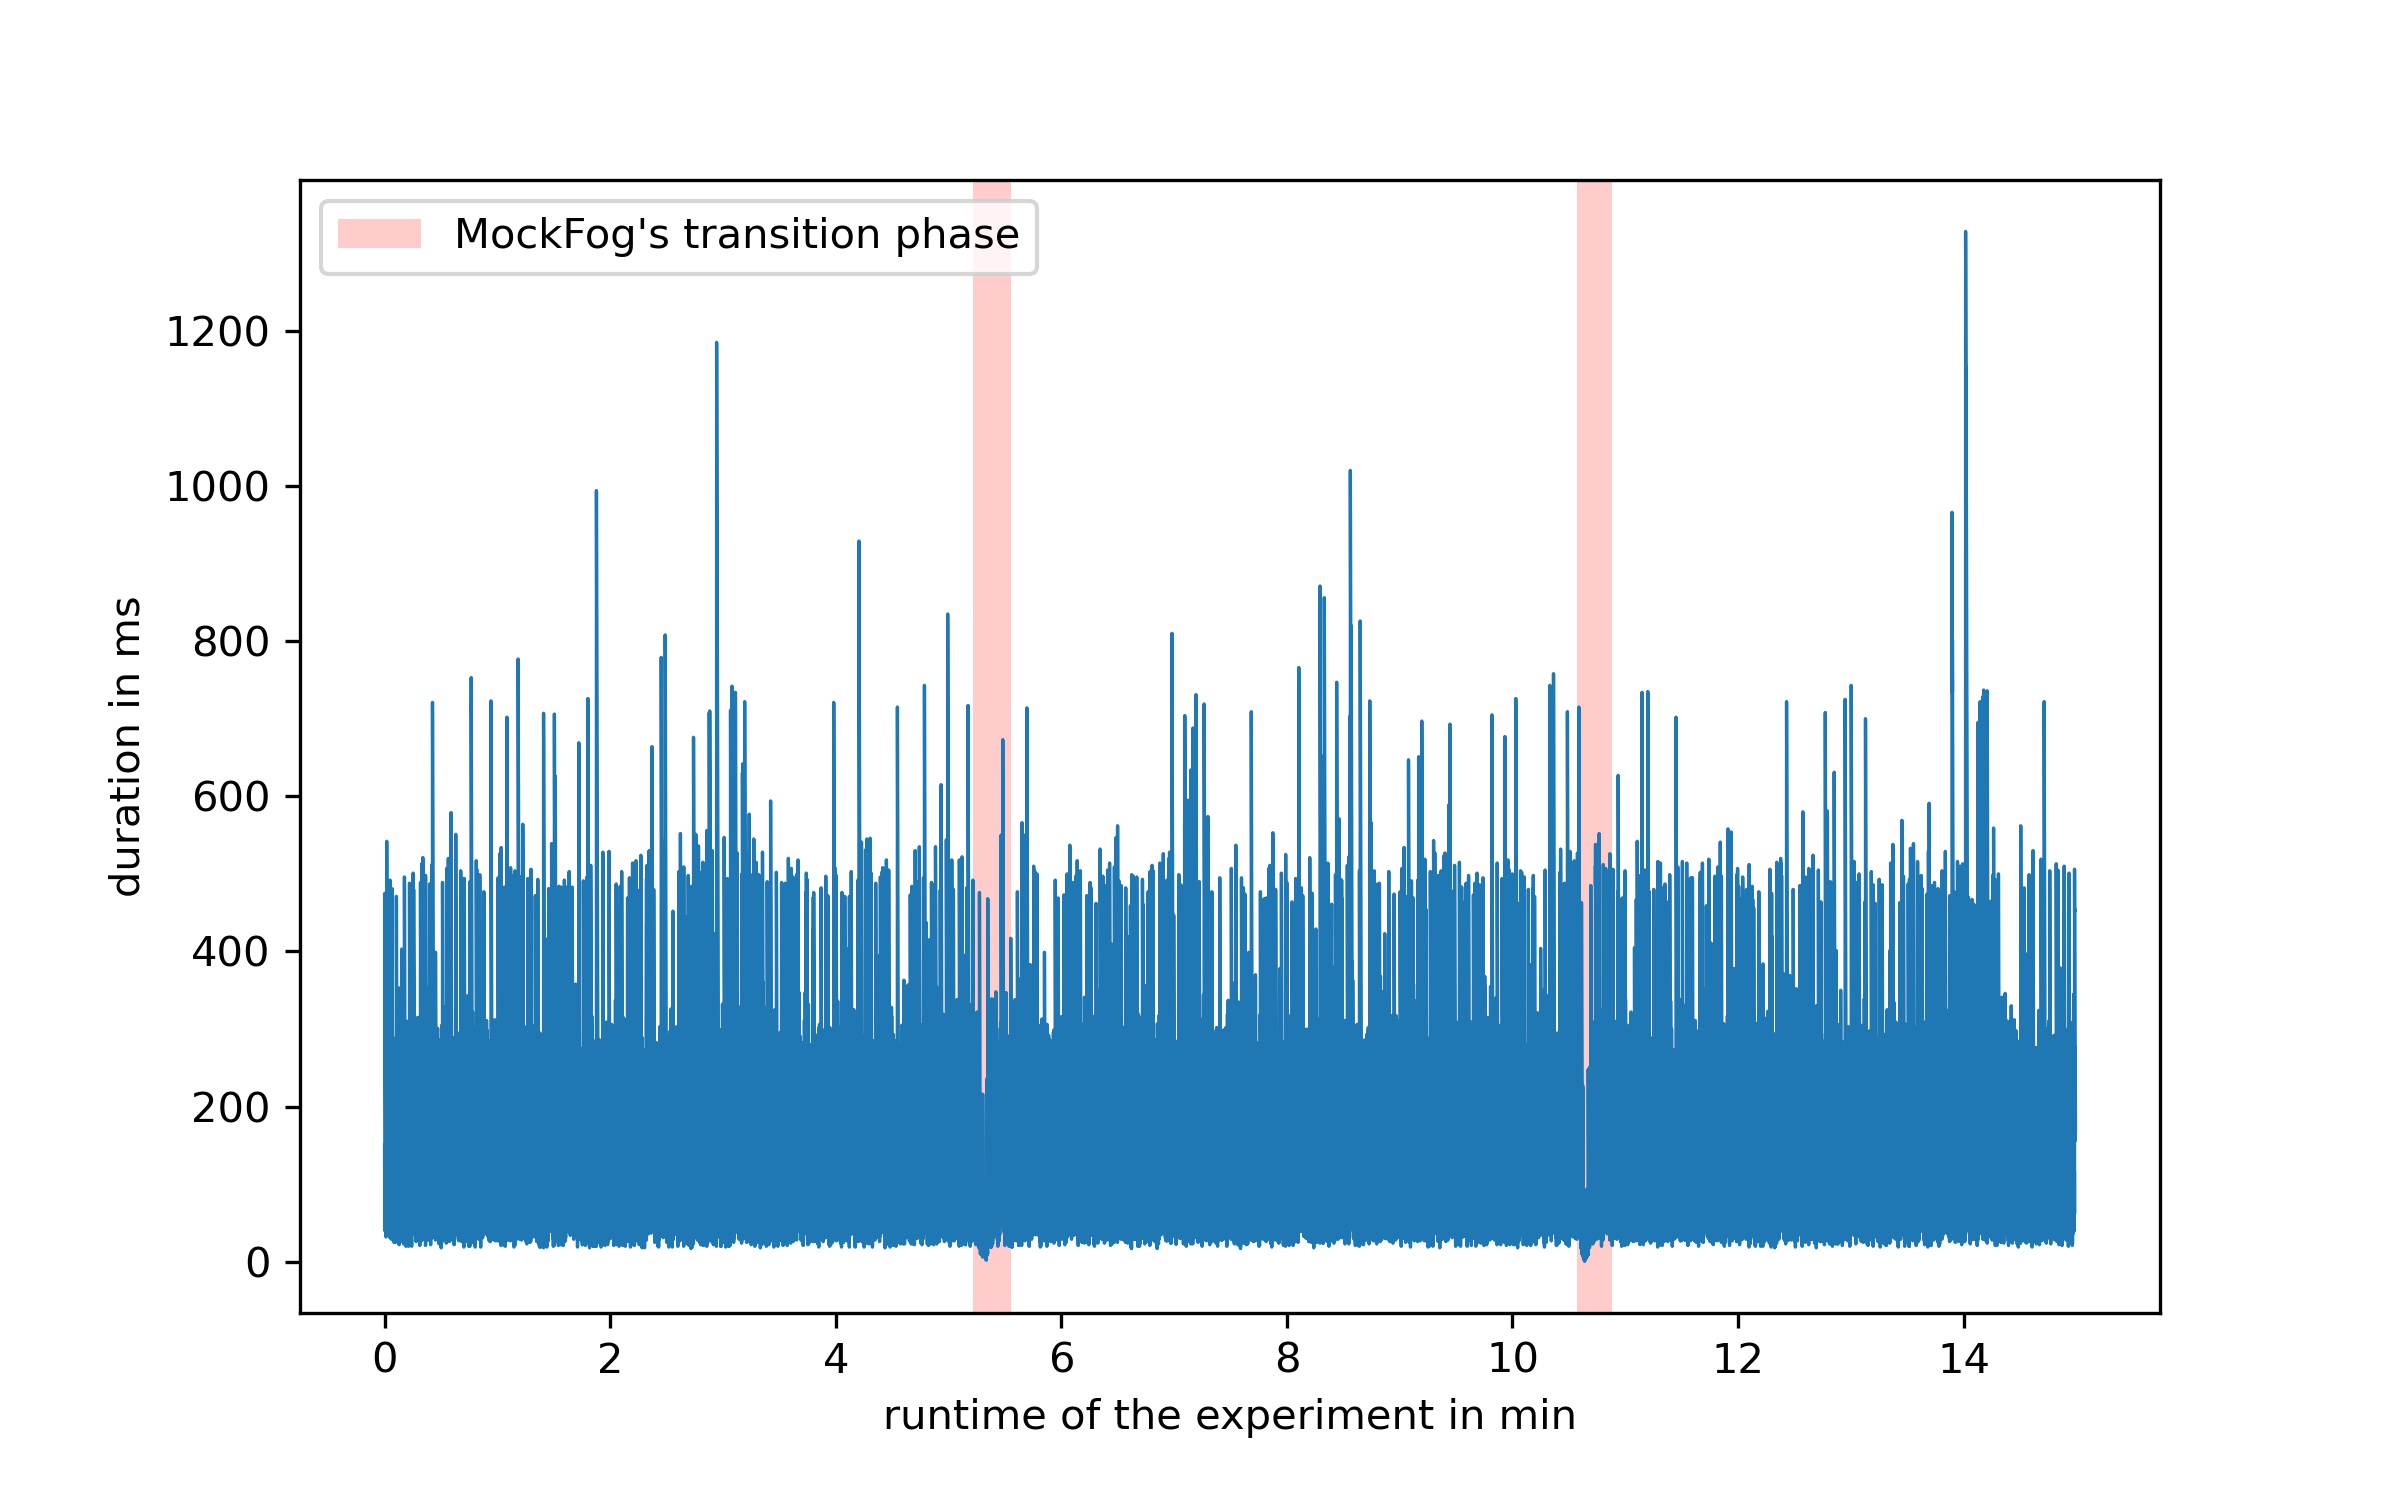 MockFog's transition phase
1200
1000
800
600
400
200
0
duration in ms
0 2 4 6 8 10 12 14
runtime of the experiment in min